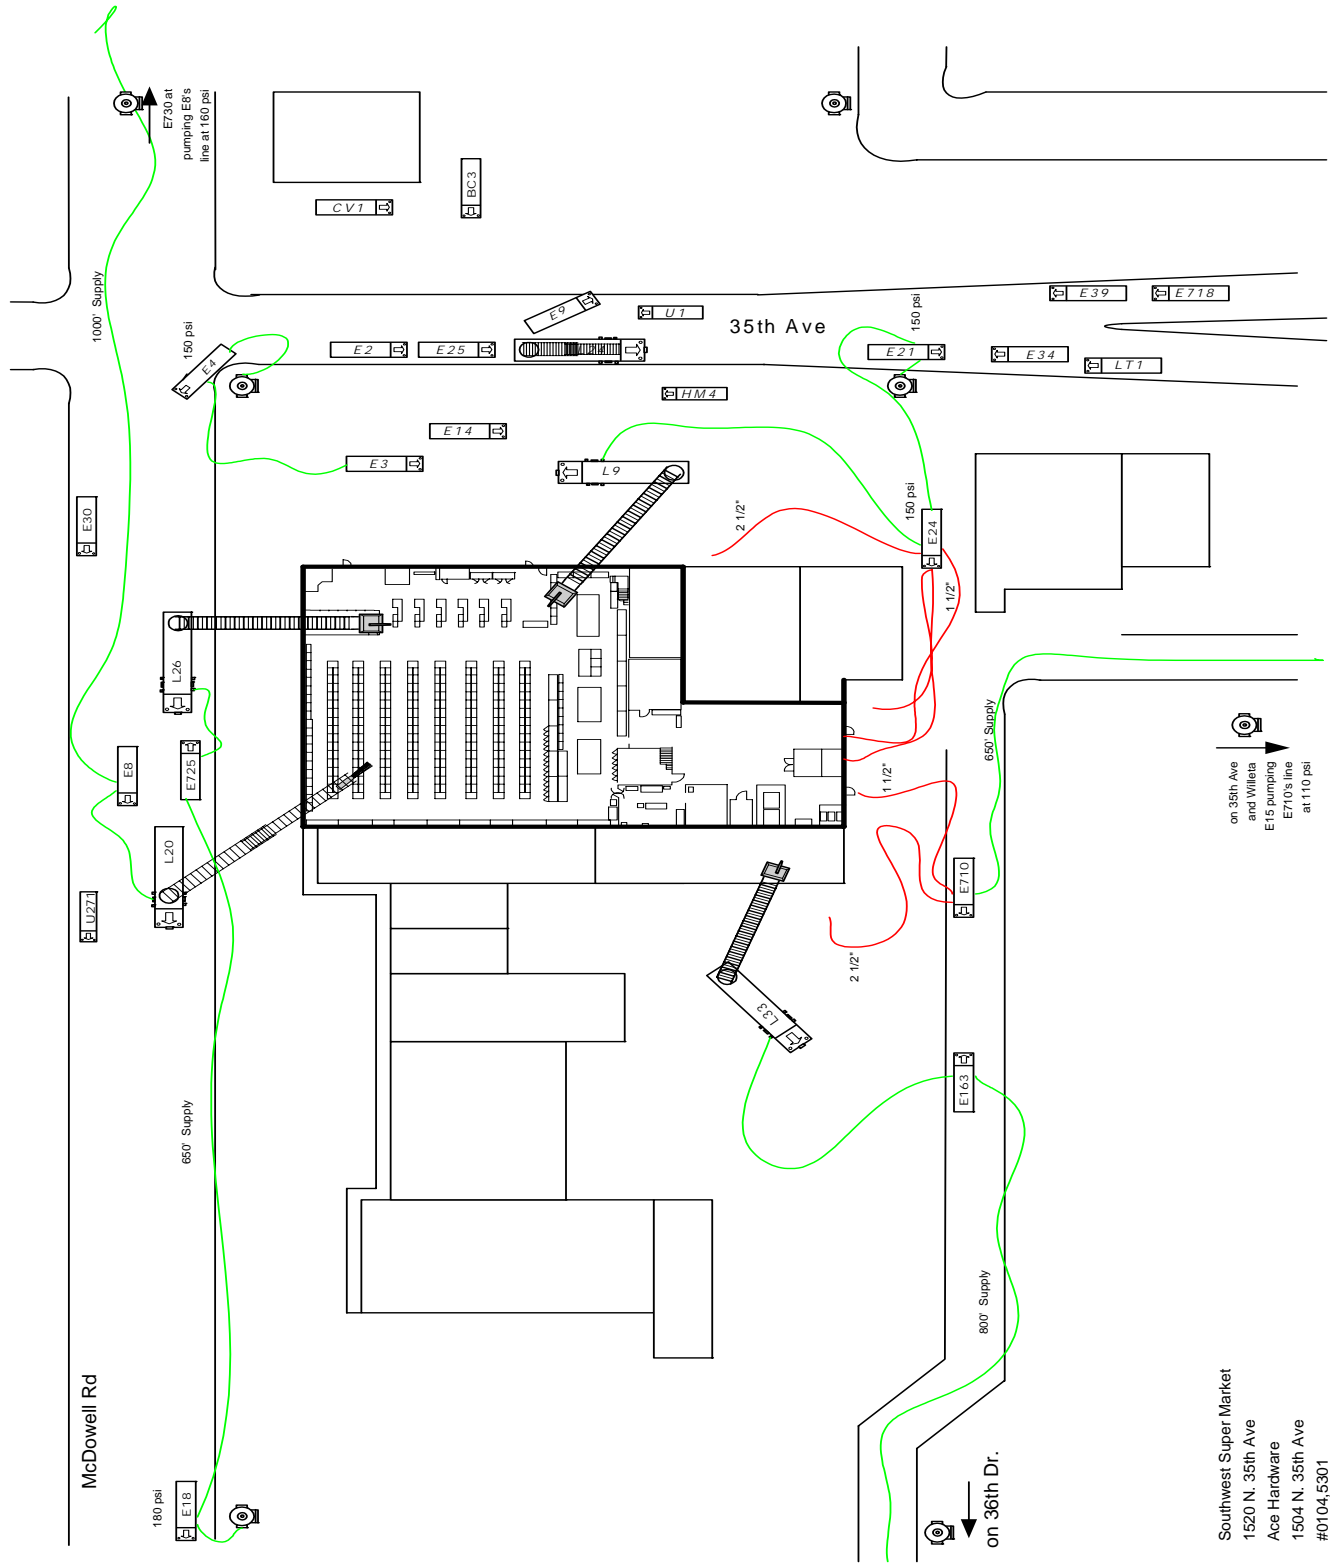 E730 at
pumping E8's
line at 160 psi
CV1
BC3
1000' Supply
150 psi
E4
E2
E25
E9
U1
35th Ave
E39
E718
150 psi
E21
E34
LT1
HM4
E14
E3
L9
E30
2 1/2"
150 psi
E24
1 1/2"
L26
E8
E725
L20
U271
1 1/2"
650' Supply
on 35th Ave
and Willeta
E15 pumping
E710's line
at 110 psi
E710
2 1/2"
L33
E163
650' Supply
800' Supply
McDowell Rd
180 psi
E18
on 36th Dr.
Southwest Super Market
1520 N. 35th Ave
Ace Hardware
1504 N. 35th Ave
#0104,5301